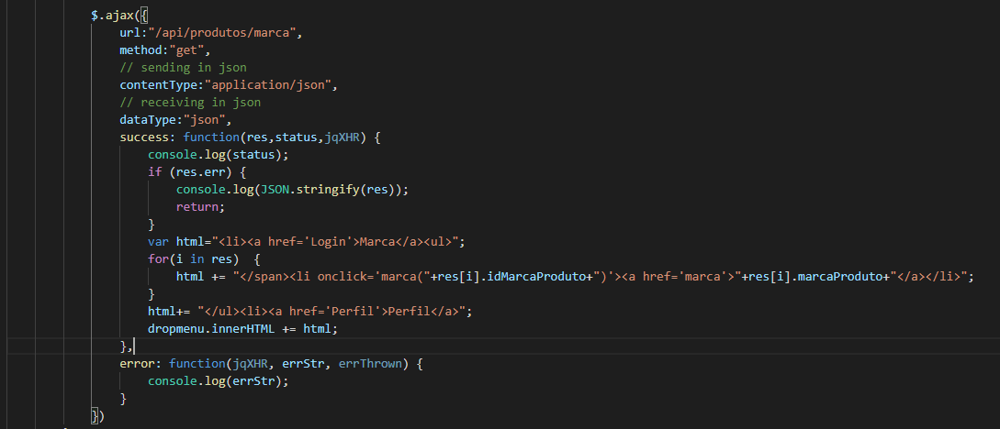 $.ajax({
url:"/api/produtos/marca",
method:"get",
// sending in json
contentType:"application/json",
// receiving in json
dataType:"json",
success: function(res,status,jqXHR) {
console.log(status);
if (res.err) {
console.log(JSON.stringify(res));
return;
}
var html="<li><a href='Login'>Marca</a><ul>";
for(i in res)  {
html += "</span><li onclick='marca("+res[i].idMarcaProduto+")'><a href='marca'>"+res[i].marcaProduto+"</a></li>";
}
html+= "</ul><li><a href='Perfil'>Perfil</a>";
dropmenu.innerHTML += html;
},
error: function(jqXHR, errStr, errThrown) {
console.log(errStr);
}
})